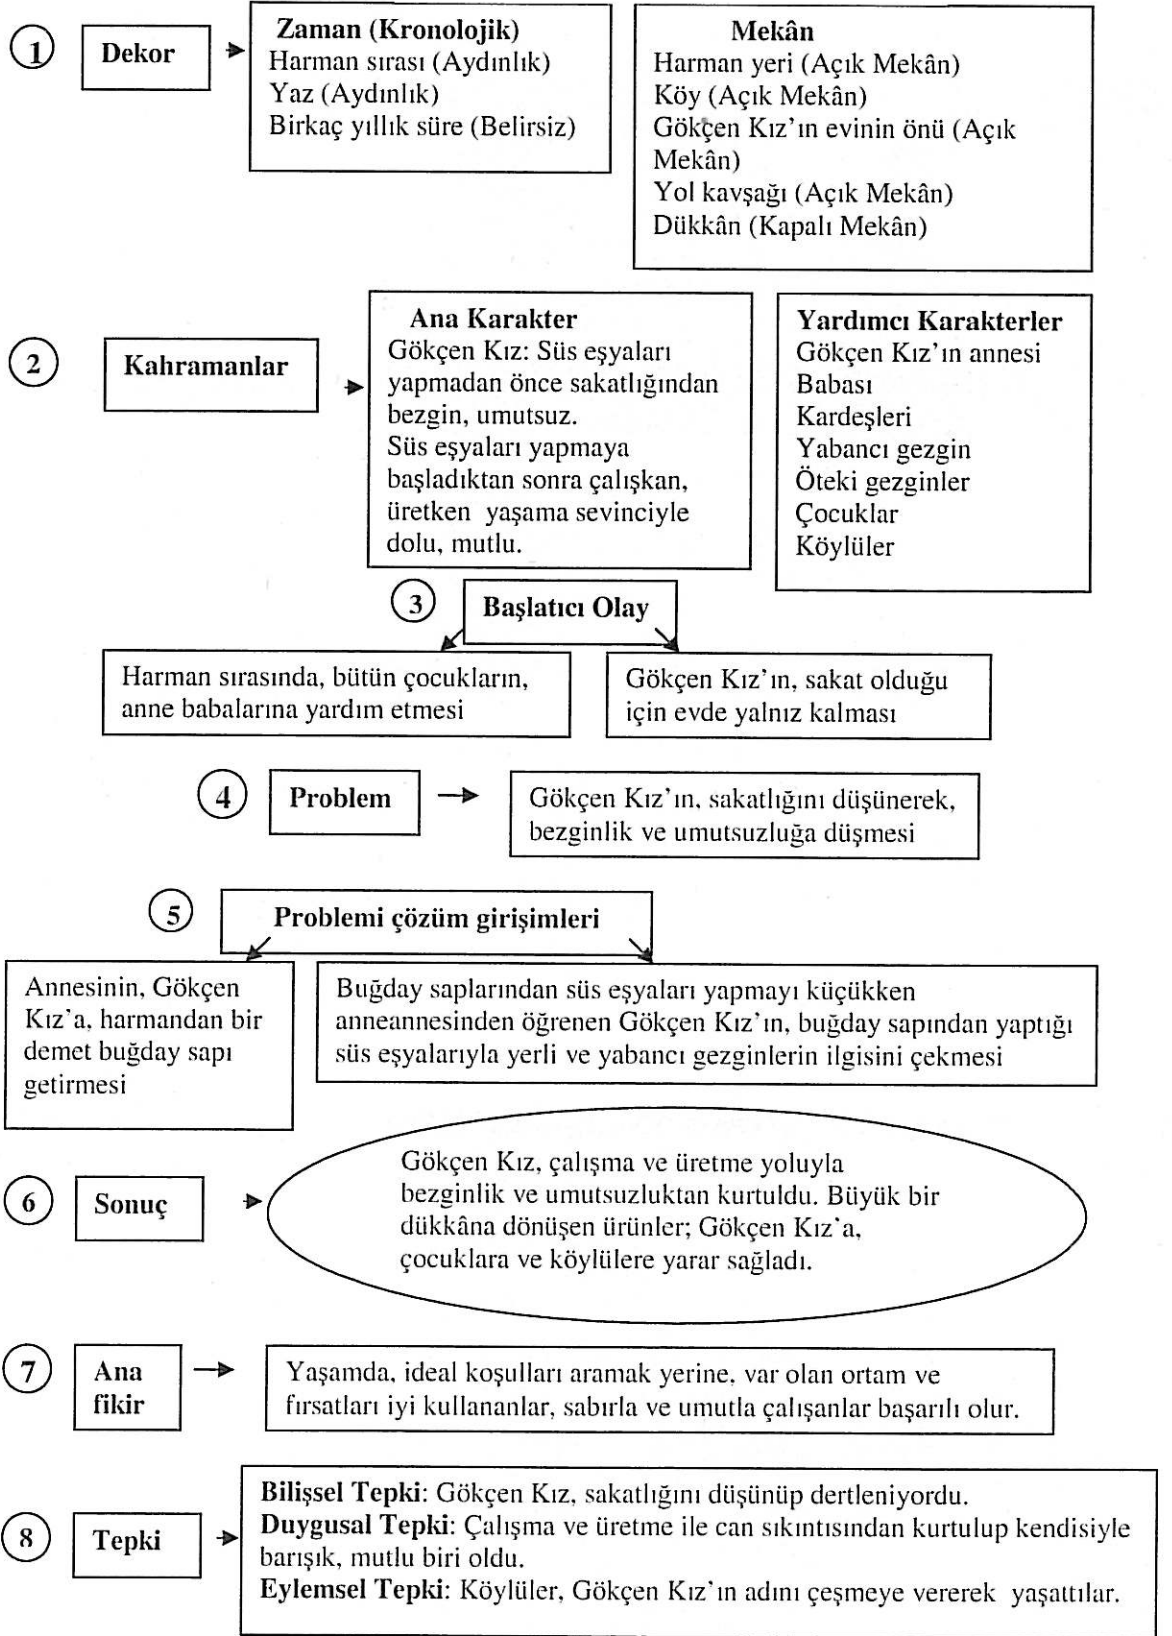 1
Dekor
Zaman (Kronolojik)
Harman sırası (Aydınlık)
Yaz (Aydınlık)
Birkaç yıllık süre (Belirsiz)
Mekân
Harman yeri (Açık Mekân)
Köy (Açık Mekân)
Gökçen Kız’ın evinin önü (Açık
Mekân)
Yol kavşağı (Açık Mekân)
Dükkân (Kapalı Mekân)
2
Kahramanlar
Ana Karakter
Gökçen Kız: Süs eşyaları
yapmadan önce sakatlığından
bezgin, umutsuz.
Süs eşyaları yapmaya
başladıktan sonra çalışkan,
üretken yaşama sevinciyle
dolu, mutlu.
Yardımcı Karakterler
Gökçen Kız’ın annesi
Babası
Kardeşleri
Yabancı gezgin
Öteki gezginler
Çocuklar
Köylüler
3
Başlatıcı Olay
Harman sırasında, bütün çocukların,
anne babalarına yardım etmesi
Gökçen Kız’ın, sakat olduğu
için evde yalnız kalması
4
Problem
Gökçen Kız’ın, sakatlığını düşünerek,
bezginlik ve umutsuzluğa düşmesi
5
Problemi çözüm girişimleri
Annesinin, Gökçen
Kız’a, harmandan bir
demet buğday sapı
getirmesi
Buğday saplarından süs eşyaları yapmayı küçükken
anneannesinden öğrenen Gökçen Kız’ın, buğday sapından yaptığı
süs eşyalarıyla yerli ve yabancı gezginlerin ilgisini çekmesi
6
Sonuç
Gökçen Kız, çalışma ve üretme yoluyla
bezginlik ve umutsuzluktan kurtuldu. Büyük bir
dükkâna dönüşen ürünler; Gökçen Kız’a,
çocuklara ve köylülere yarar sağladı.
7
Ana
fikir
Yaşamda, ideal koşulları aramak yerine, var olan ortam ve
fırsatları iyi kullananlar, sabırla ve umutla çalışanlar başarılı olur.
8
Tepki
Bilişsel Tepki: Gökçen Kız, sakatlığını düşünüp dertleniyordu.
Duygusal Tepki: Çalışma ve üretme ile can sıkıntısından kurtulup kendisiyle
barışık, mutlu biri oldu.
Eylemsel Tepki: Köylüler, Gökçen Kız’ın adını çeşmeye vererek yaşattılar.